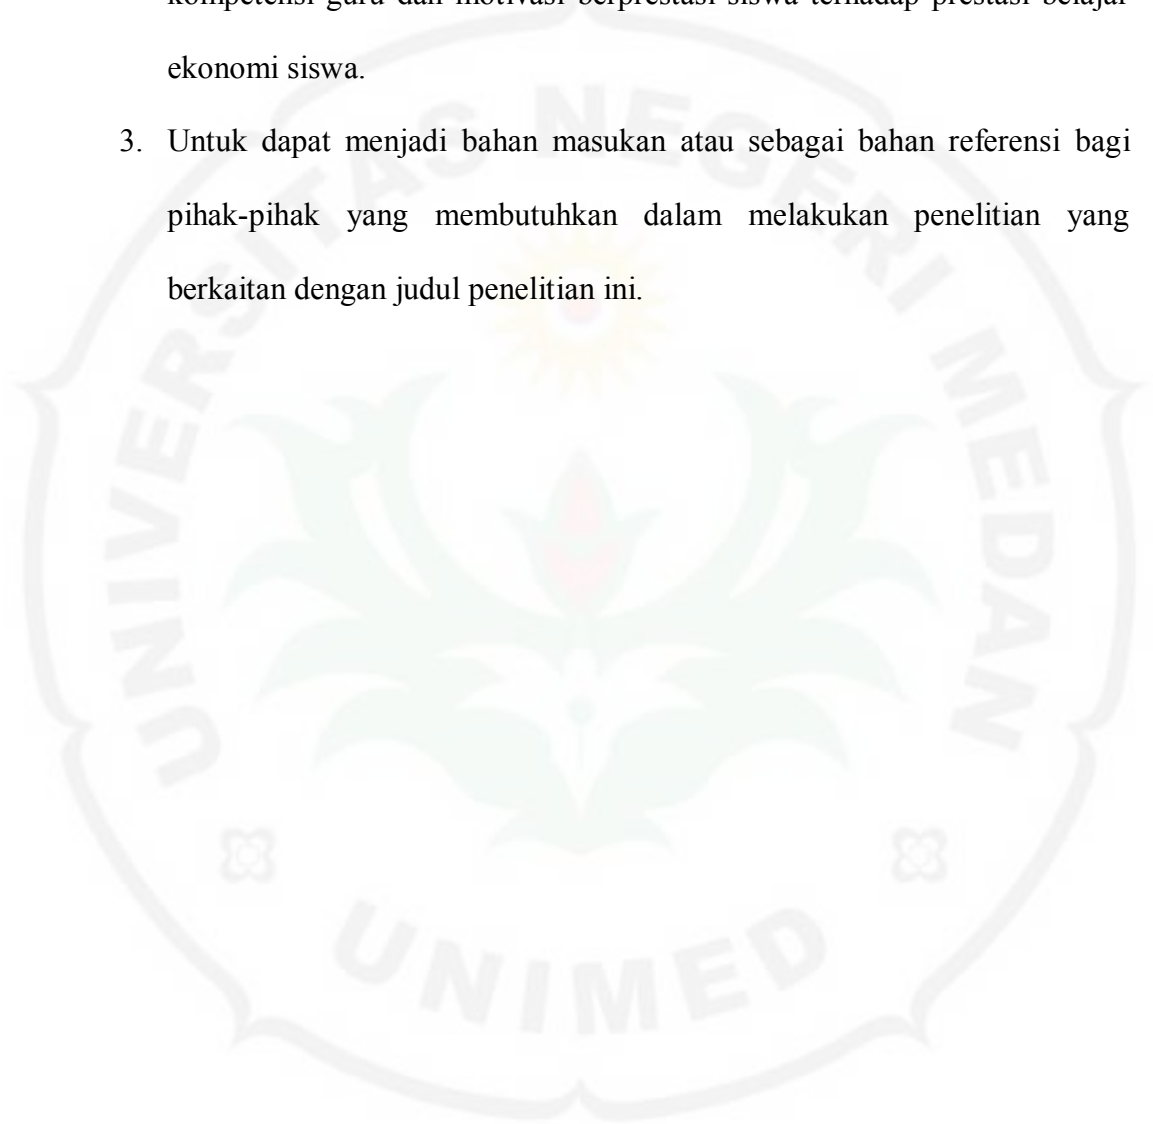 kompetensi guru dan motivasi berprestasi siswa terhadap prestasi belajar
ekonomi siswa.
3. Untuk dapat menjadi bahan masukan atau sebagai bahan referensi bagi
pihak-pihak yang membutuhkan dalam melakukan penelitian yang
berkaitan dengan judul penelitian ini.
UNIVERSITAS NEGERI MEDAN
UNIMED